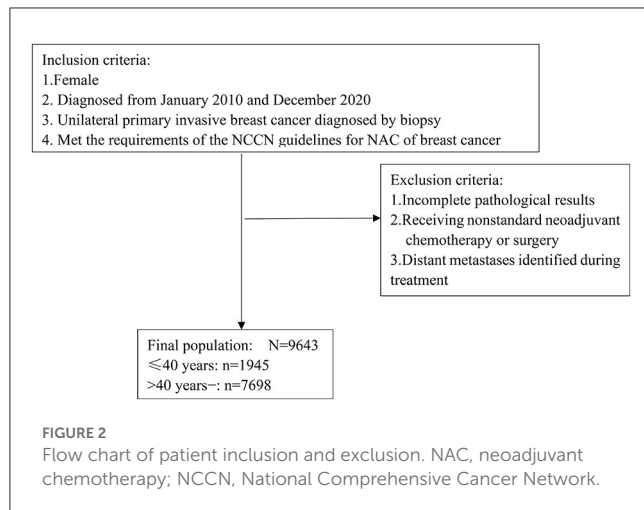 Inclusion criteria:
1.Female
2. Diagnosed from January 2010 and December 2020
3. Unilateral primary invasive breast cancer diagnosed by biopsy
4. Met the requirements of the NCCN guidelines for NAC of breast cancer
Exclusion criteria:
1.Incomplete pathological results
2.Receiving nonstandard neoadjuvant
chemotherapy or surgery
3.Distant metastases identified during
treatment
Final population: N=9643
≤40 years: n=1945
>40 years−: n=7698
FIGURE 2
Flow chart of patient inclusion and exclusion. NAC, neoadjuvant
chemotherapy; NCCN, National Comprehensive Cancer Network.